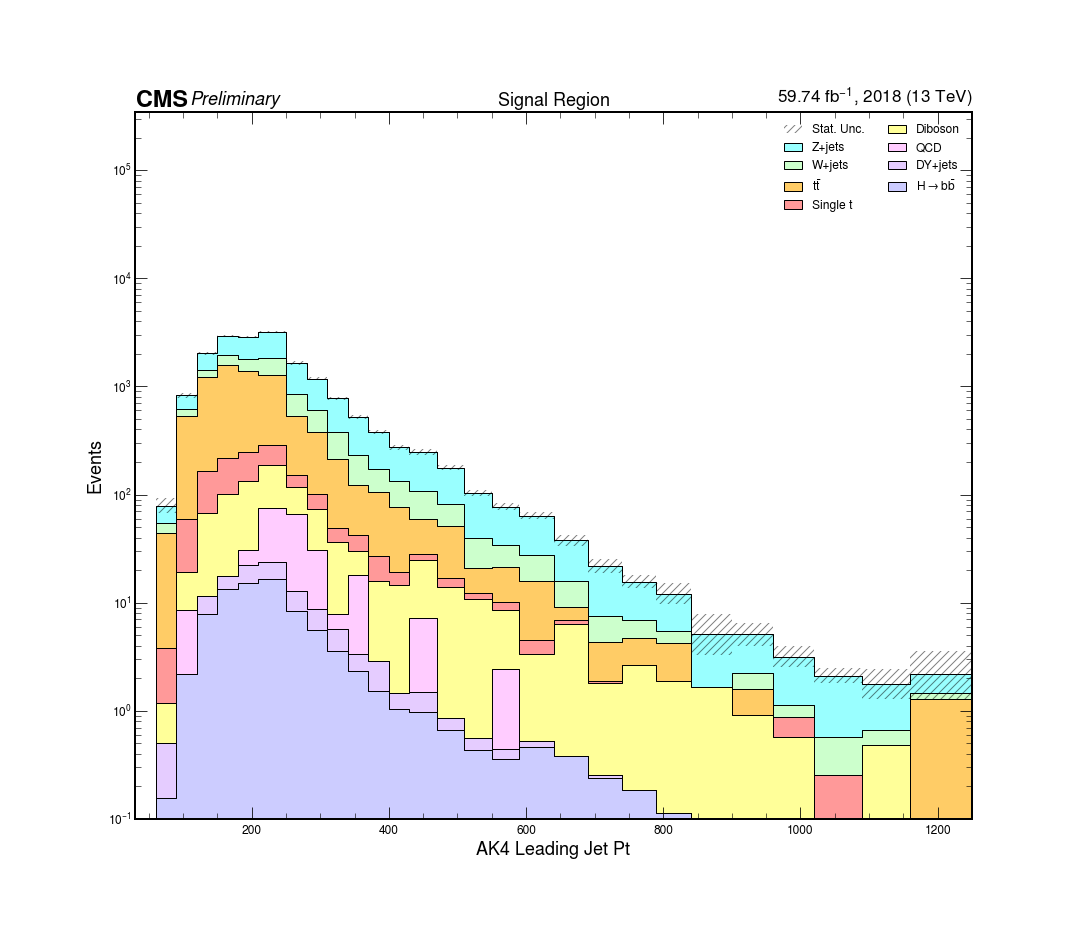 CMS Preliminary Signal Region 59.74 fb⁻¹, 2018 (13 TeV)
Stat. Unc.
Z+jets
W+jets
tt̄
Single t
Diboson
QCD
DY+jets
H→bb̄
10⁵
10⁴
10³
10²
10¹
10⁰
10⁻¹
Events
200 400 600 800 1000 1200
AK4 Leading Jet Pt